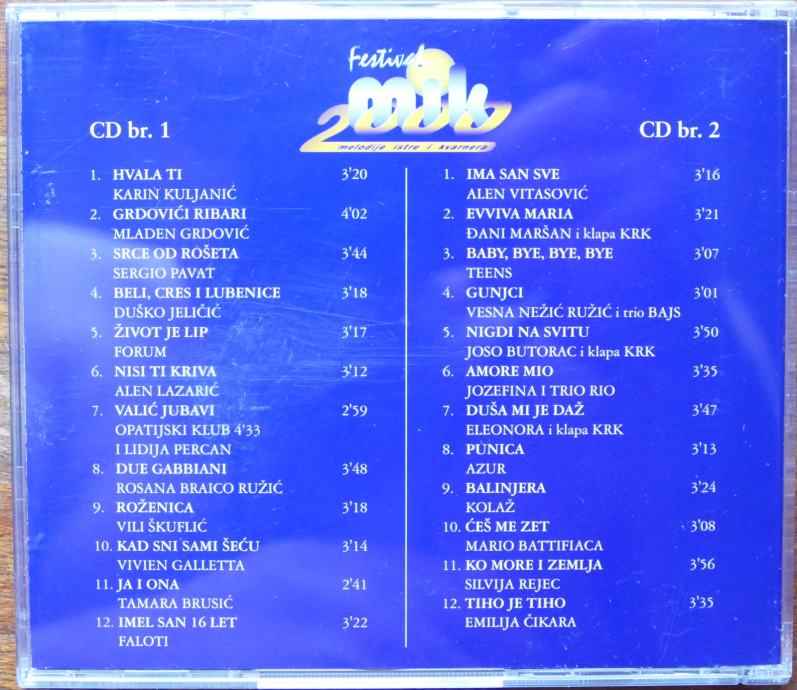 Festival
mik
2000
melodije istre i kvarnera
CD br. 1
1. HVALA TI 3'20
KARIN KULJANIĆ
2. GRDOVIĆI RIBARI 4'02
MLADEN GRDOVIĆ
3. SRCE OD ROŠETA 3'44
SERGIO PAVAT
4. BELI, CRES I LUBENICE 3'18
DUŠKO JELIČIĆ
5. ŽIVOT JE LIP 3'17
FORUM
6. NISI TI KRIVA 3'12
ALEN LAZARIĆ
7. VALIĆ JUBAVI 2'59
OPATIJSKI KLUB 4'33
I LIDIJA PERCAN
8. DUE GABBIANI 3'48
ROSANA BRAICO RUŽIĆ
9. ROŽENICA 3'18
VILI ŠKUFLIĆ
10. KAD SNI SAMI ŠEĆU 3'14
VIVIEN GALLETTA
11. JA I ONA 2'41
TAMARA BRUSIĆ
12. IMEL SAN 16 LET 3'22
FALOTI
CD br. 2
1. IMA SAN SVE 3'16
ALEN VITASOVIĆ
2. EVVIVA MARIA 3'21
ĐANI MARŠAN i klapa KRK
3. BABY, BYE, BYE, BYE 3'07
TEENS
4. GUNJCI 3'01
VESNA NEŽIĆ RUŽIĆ i trio BAJS
5. NIGDI NA SVITU 3'50
JOSO BUTORAC i klapa KRK
6. AMORE MIO 3'35
JOZEFINA I TRIO RIO
7. DUŠA MI JE DAŽ 3'47
ELEONORA i klapa KRK
8. PUNICA 3'13
AZUR
9. BALINJERA 3'24
KOLAŽ
10. ĆEŠ ME ZET 3'08
MARIO BATTIFIACA
11. KO MORE I ZEMLJA 3'56
SILVIJA REJEC
12. TIHO JE TIHO 3'35
EMILIJA ČIKARA